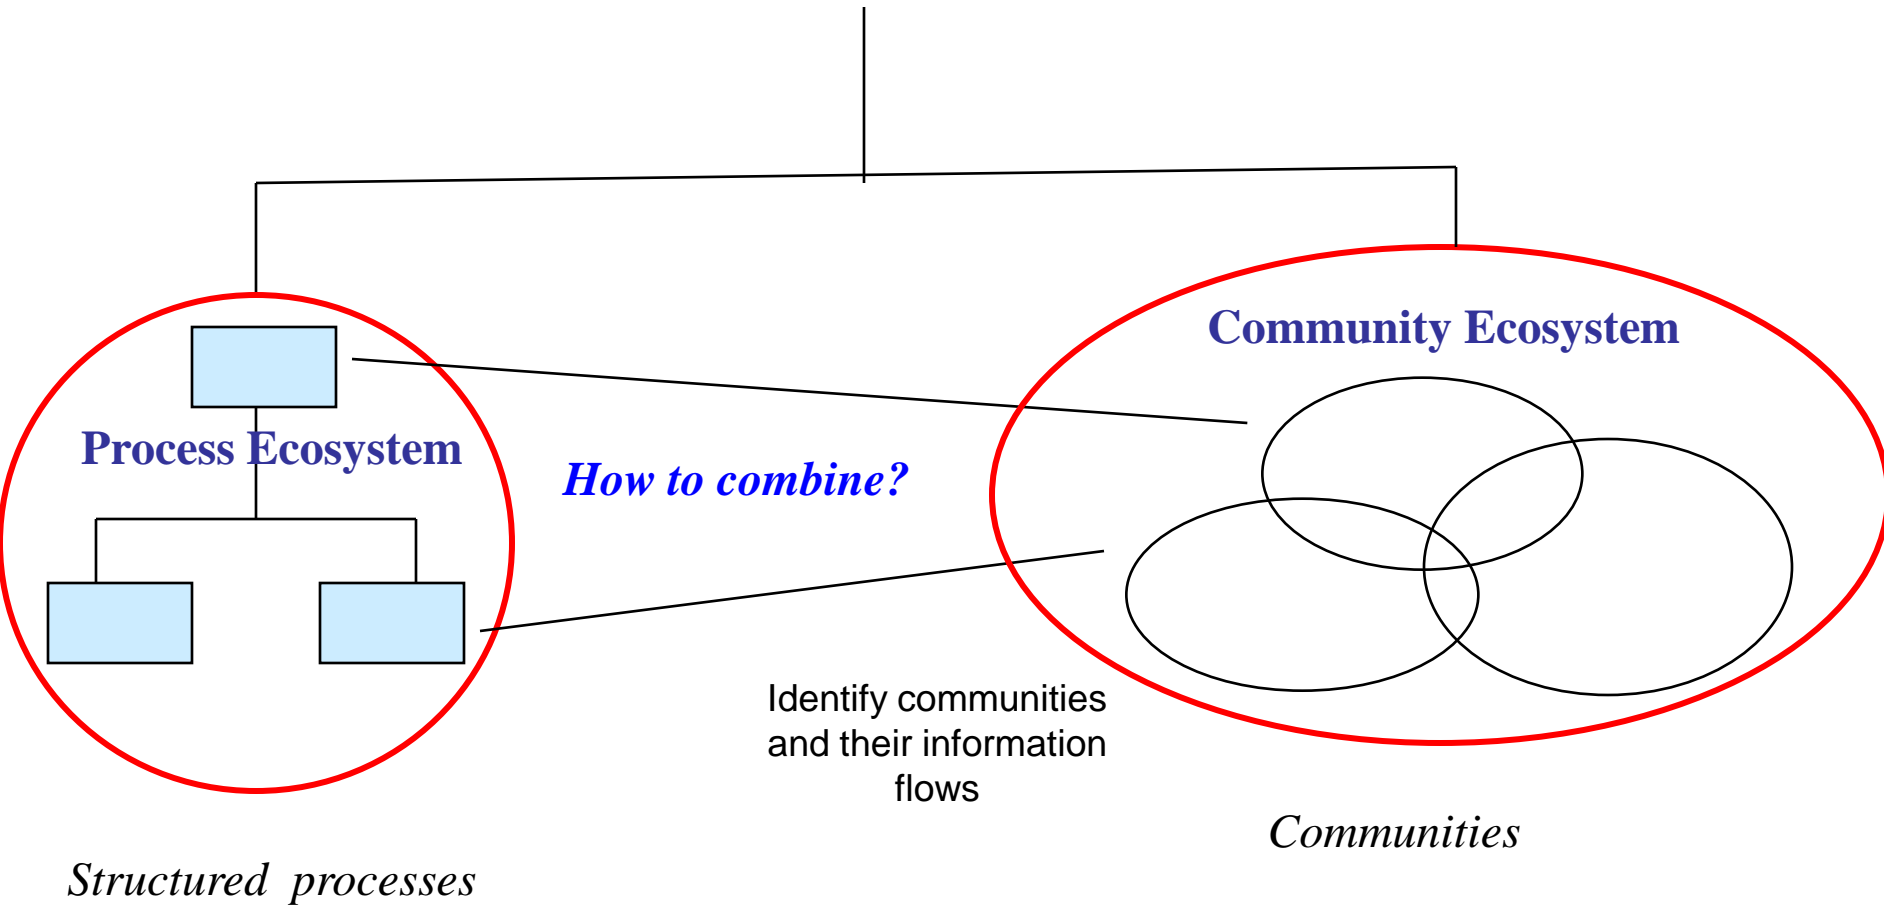 Community Ecosystem
Process Ecosystem
How to combine?
Identify communities
and their information
flows
Communities
Structured processes